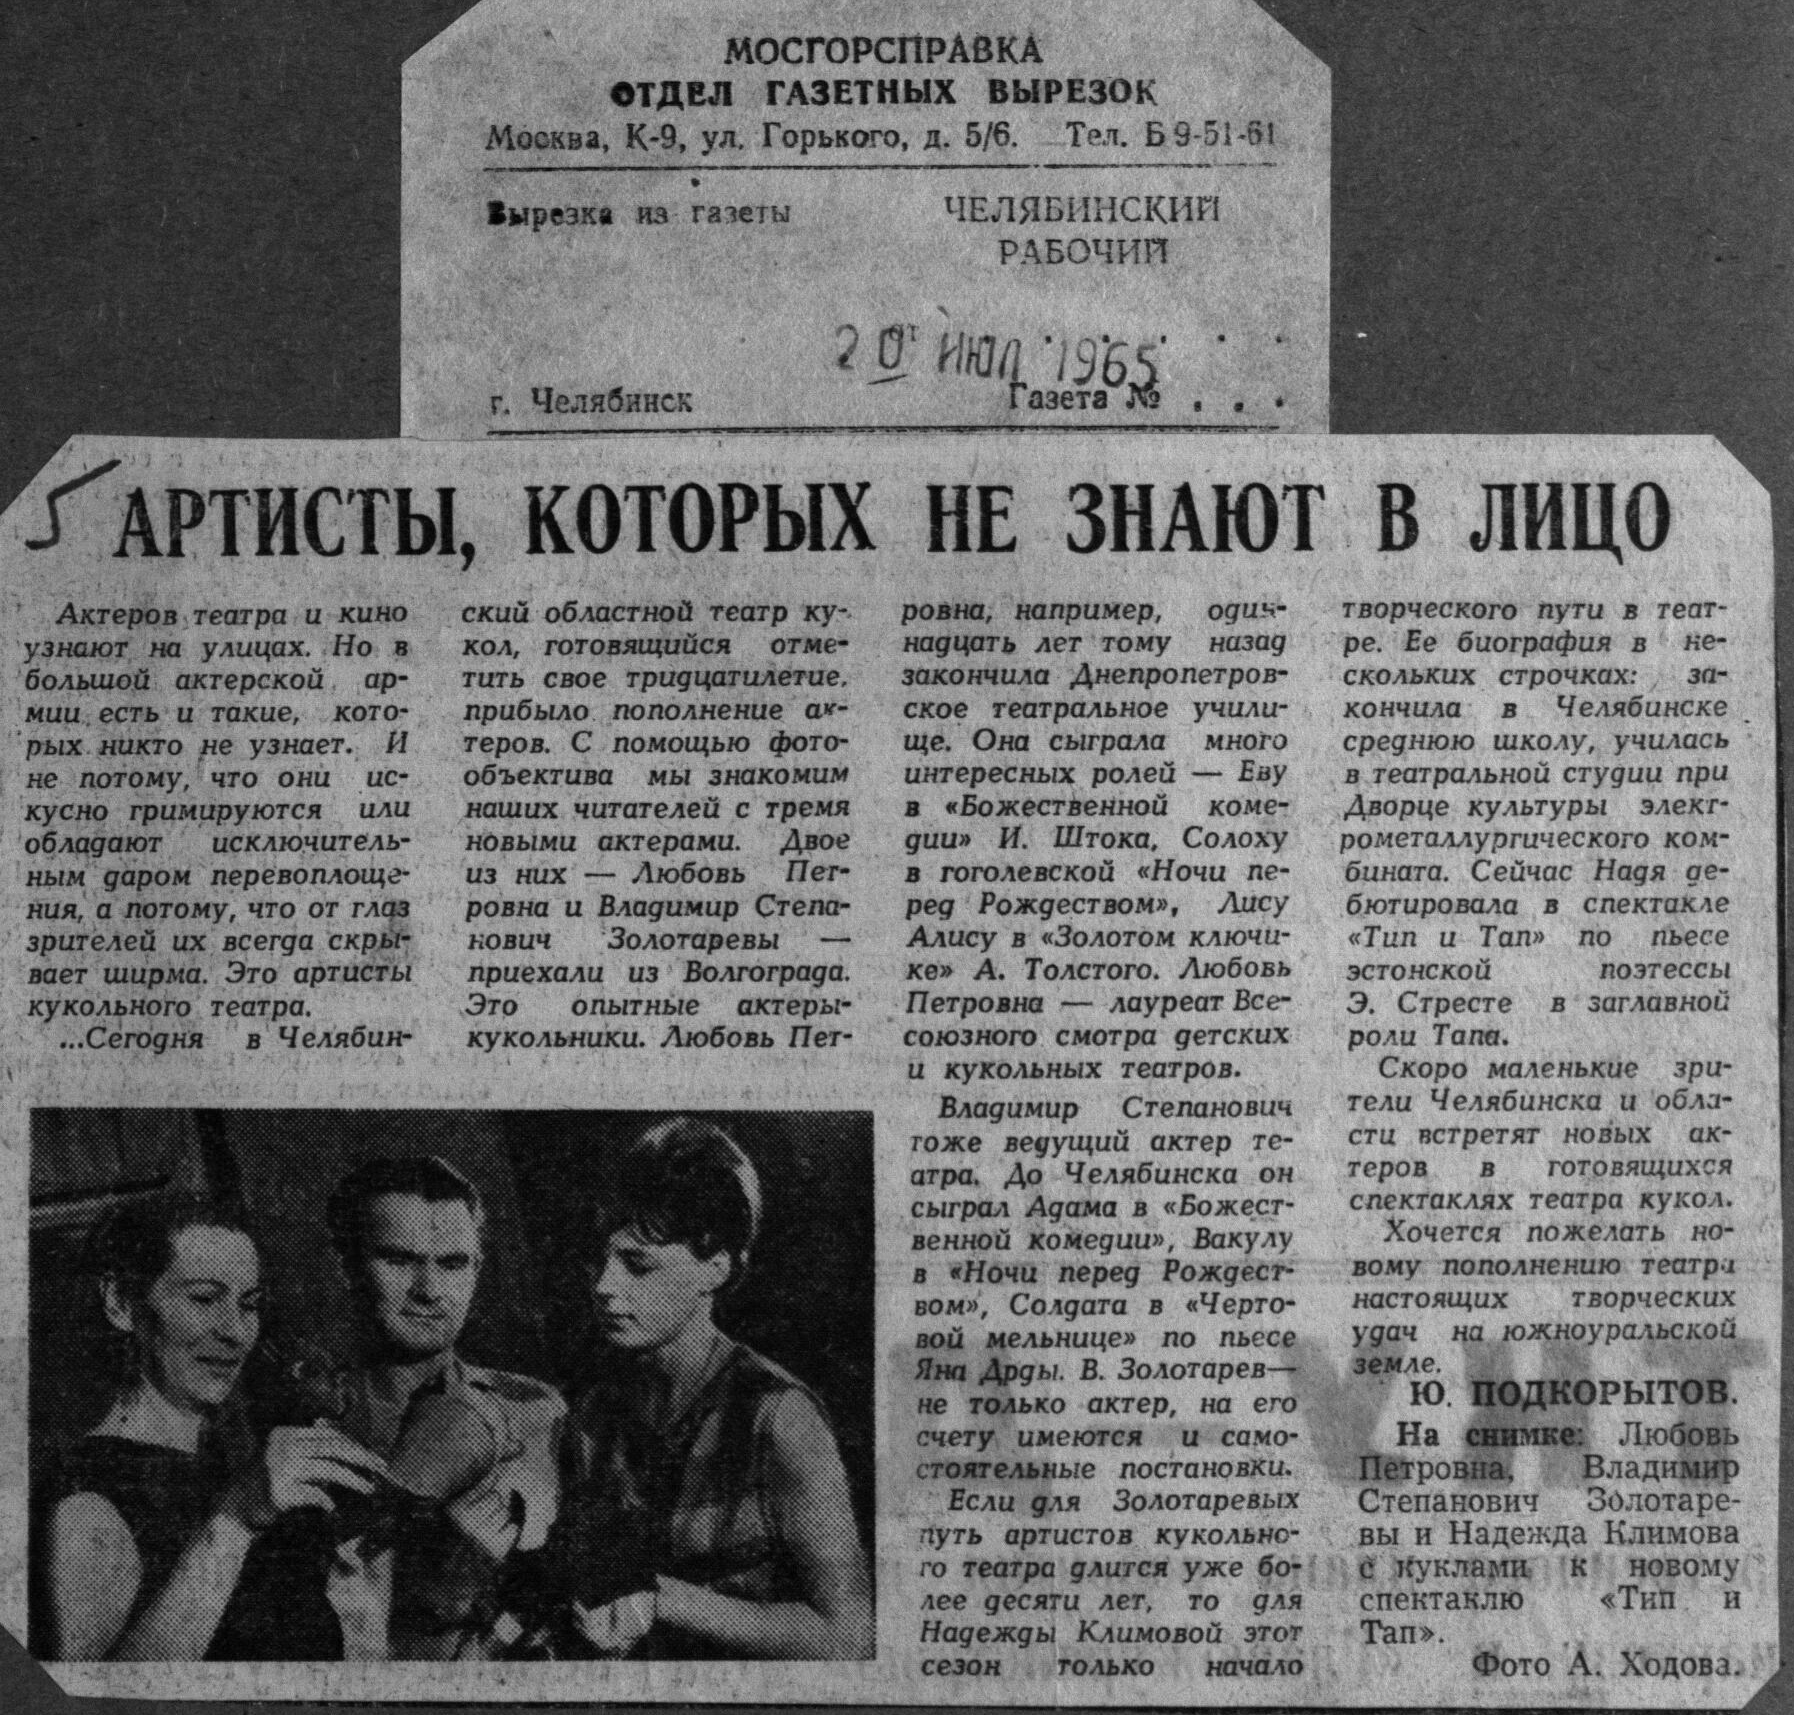 МОСГОРСПРАВКА
ОТДЕЛ ГАЗЕТНЫХ ВЫРЕЗОК
Москва, К-9, ул. Горького, д. 5/6. Тел. Б 9-51-61
Вырезка из газеты
ЧЕЛЯБИНСКИЙ
РАБОЧИЙ
от
20 ИЮЛ 1965
г. Челябинск Газета № . . .
5
АРТИСТЫ, КОТОРЫХ НЕ ЗНАЮТ В ЛИЦО
Актеров театра и кино
узнают на улицах. Но в
большой актерской ар-
мии есть и такие, кото-
рых никто не узнает. И
не потому, что они ис-
кусно гримируются или
обладают исключитель-
ным даром перевоплоще-
ния, а потому, что от глаз
зрителей их всегда скры-
вает ширма. Это артисты
кукольного театра.
...Сегодня в Челябин-
ский областной театр ку-
кол, готовящийся отме-
тить свое тридцатилетие,
прибыло пополнение ак-
теров. С помощью фото-
объектива мы знакомим
наших читателей с тремя
новыми актерами. Двое
из них — Любовь Пет-
ровна и Владимир Степа-
нович Золотаревы —
приехали из Волгограда.
Это опытные актеры-
кукольники. Любовь Пет-
ровна, например, один-
надцать лет тому назад
закончила Днепропетров-
ское театральное учили-
ще. Она сыграла много
интересных ролей — Еву
в «Божественной коме-
дии» И. Штока, Солоху
в гоголевской «Ночи пе-
ред Рождеством», Лису
Алису в «Золотом ключи-
ке» А. Толстого. Любовь
Петровна — лауреат Все-
союзного смотра детских
и кукольных театров.
Владимир Степанович
тоже ведущий актер те-
атра. До Челябинска он
сыграл Адама в «Божест-
венной комедии», Вакулу
в «Ночи перед Рождест-
вом», Солдата в «Черто-
вой мельнице» по пьесе
Яна Дрды. В. Золотарев—
не только актер, на его
счету имеются и само-
стоятельные постановки.
Если для Золотаревых
путь артистов кукольно-
го театра длится уже бо-
лее десяти лет, то для
Надежды Климовой этот
сезон только начало
творческого пути в теат-
ре. Ее биография в не-
скольких строчках: за-
кончила в Челябинске
среднюю школу, училась
в театральной студии при
Дворце культуры элект-
рометаллургического ком-
бината. Сейчас Надя де-
бютировала в спектакле
«Тип и Тап» по пьесе
эстонской поэтессы
Э. Стресте в заглавной
роли Тапа.
Скоро маленькие зри-
тели Челябинска и обла-
сти встретят новых ак-
теров в готовящихся
спектаклях театра кукол.
Хочется пожелать но-
вому пополнению театра
настоящих творческих
удач на южноуральской
земле.
Ю. ПОДКОРЫТОВ.
На снимке: Любовь
Петровна, Владимир
Степанович Золотаре-
вы и Надежда Климова
с куклами к новому
спектаклю «Тип и
Тап».
Фото А. Ходова.